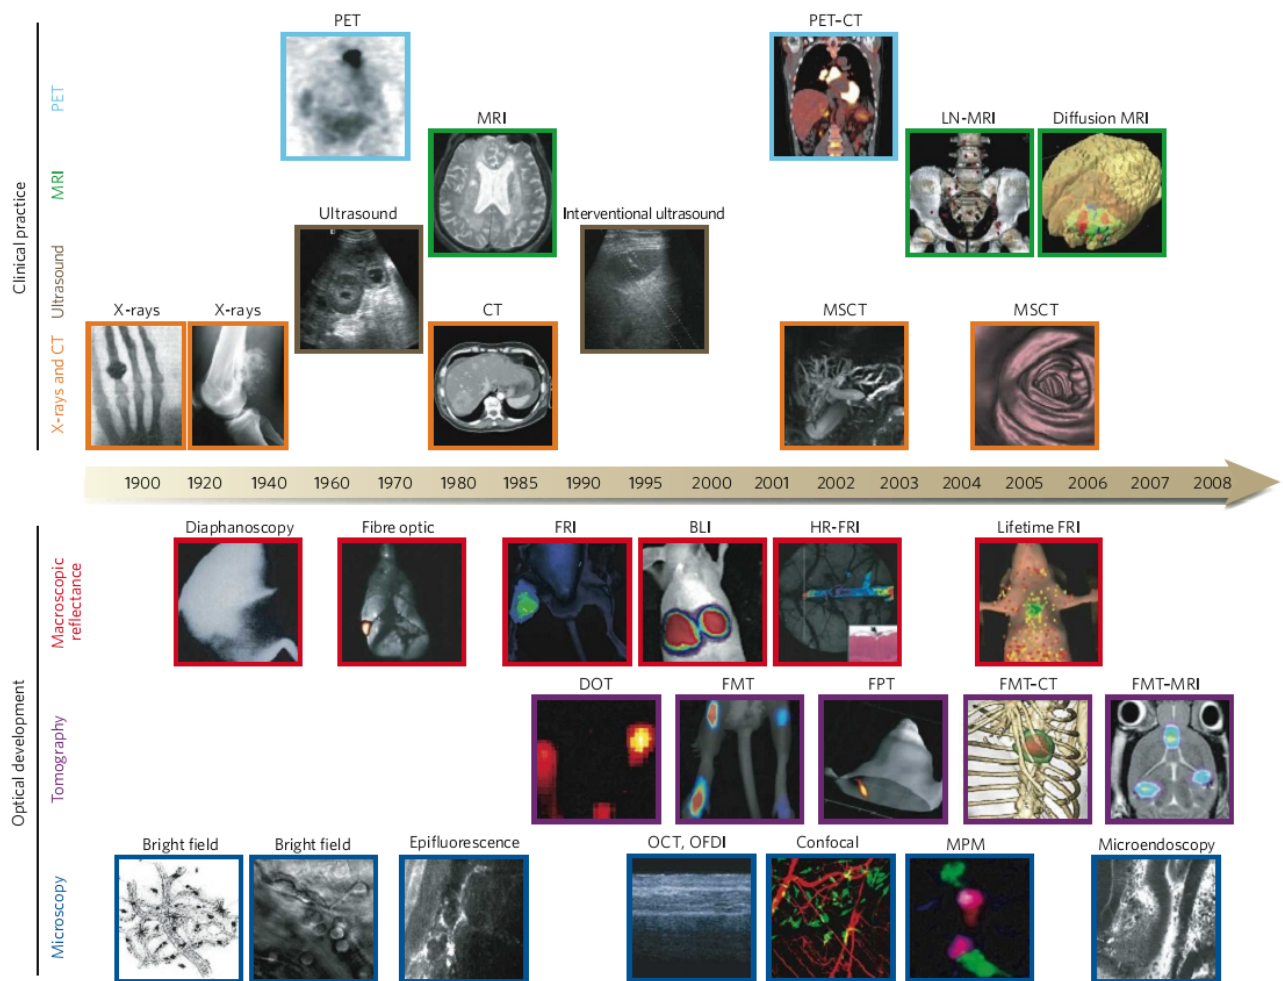 PET
PET–CT
MRI
LN-MRI
Diffusion MRI
Ultrasound
Interventional ultrasound
X-rays
X-rays
CT
MSCT
MSCT
Clinical practice
PET
MRI
Ultrasound
X-rays and CT
1900 1920 1940 1960 1970 1980 1985 1990 1995 2000 2001 2002 2003 2004 2005 2006 2007 2008
Diaphanoscopy
Fibre optic
FRI
BLI
HR-FRI
Lifetime FRI
DOT
FMT
FPT
FMT–CT
FMT–MRI
Bright field
Bright field
Epifluorescence
OCT, OFDI
Confocal
MPM
Microendoscopy
Optical development
Macroscopic
reflectance
Tomography
Microscopy